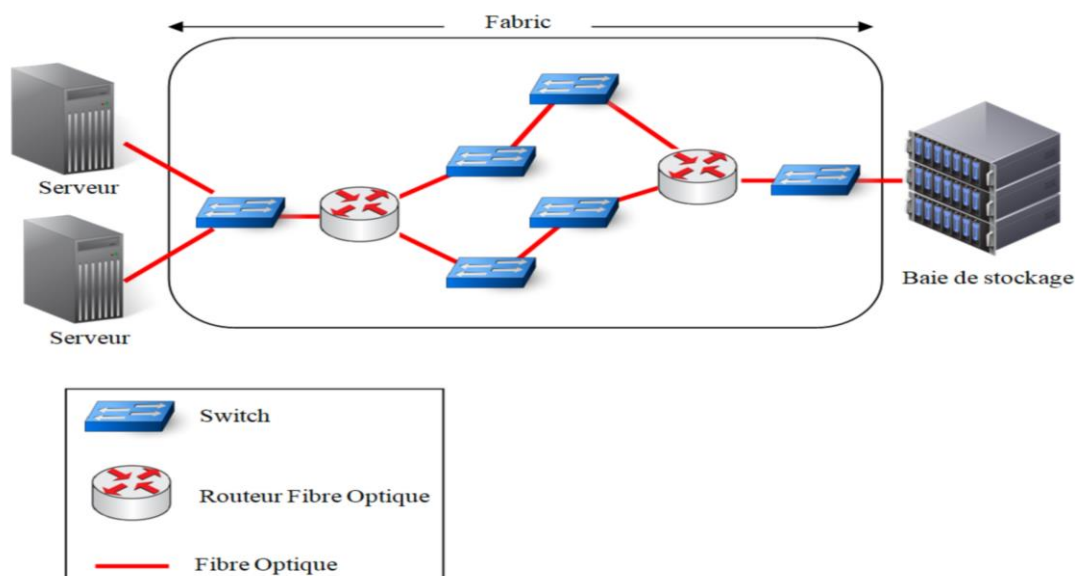 Fabric
Serveur
Serveur
Baie de stockage
Switch
Routeur Fibre Optique
Fibre Optique